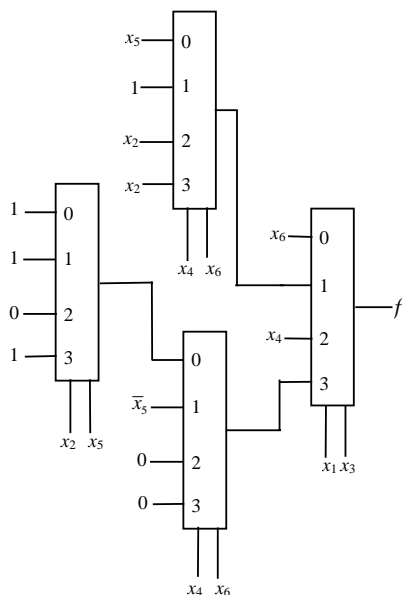 x₅ 0
1 1
x₂ 2
x₂ 3
x₄ x₆
1 0
1 1
0 2
1 3
x₂ x₅
x₆ 0
1
x₄ 2
3
f
x₁ x₃
0
x̅₅ 1
0 2
0 3
x₄ x₆